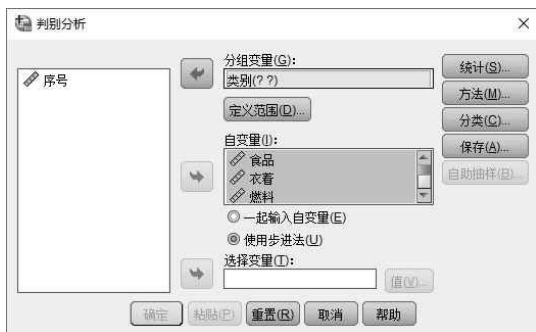 判别分析
序号
分组变量(G):
类别(? ?)
定义范围(D)...
自变量(I):
食品
衣着
燃料
一起输入自变量(E)
使用步进法(U)
选择变量(T):
值(V)...
统计(S)...
方法(M)...
分类(C)...
保存(A)...
自助抽样(B)...
确定 粘贴(P) 重置(R) 取消 帮助